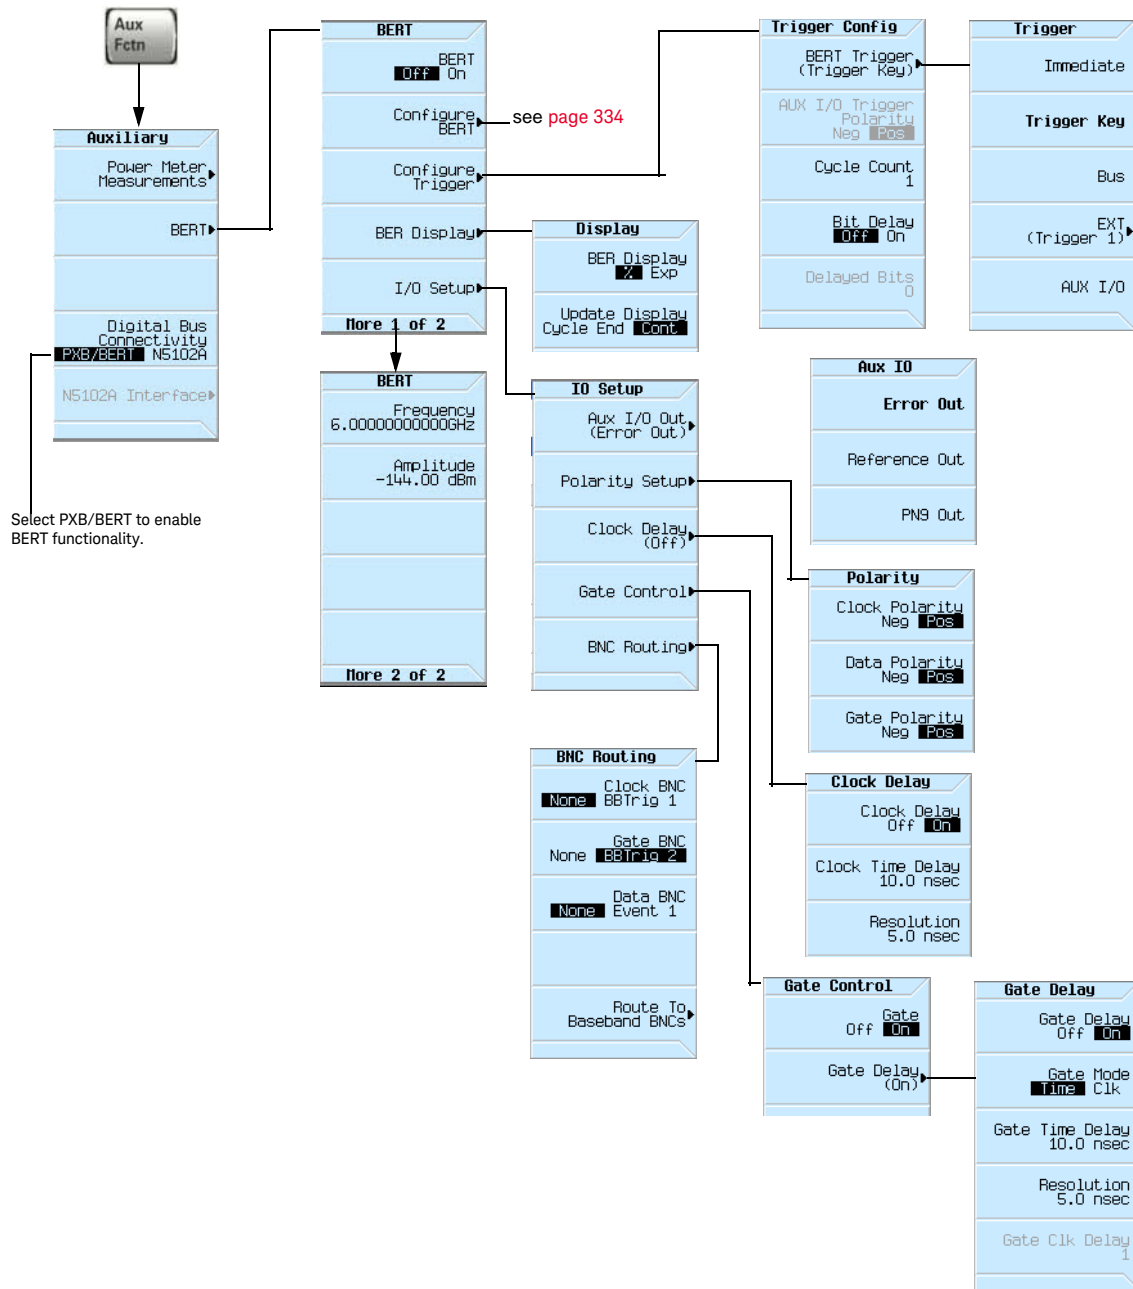 Aux
Fctn
Auxiliary
Power Meter
Measurements
BERT
Digital Bus
Connectivity
PXB/BERT N5102A
N5102A Interface
Select PXB/BERT to enable
BERT functionality.
BERT
BERT
Off On
Configure
BERT
see page 334
Configure
Trigger
BER Display
I/O Setup
More 1 of 2
BERT
Frequency
6.00000000000GHz
Amplitude
-144.00 dBm
More 2 of 2
Display
BER Display
% Exp
Update Display
Cycle End Cont
IO Setup
Aux I/O Out
(Error Out)
Polarity Setup
Clock Delay
(Off)
Gate Control
BNC Routing
BNC Routing
Clock BNC
None BBTrig 1
Gate BNC
None BBTrig 2
Data BNC
None Event 1
Route To
Baseband BNCs
Trigger Config
BERT Trigger
(Trigger Key)
AUX I/O Trigger
Polarity
Neg Pos
Cycle Count
1
Bit Delay
Off On
Delayed Bits
0
Trigger
Immediate
Trigger Key
Bus
EXT
(Trigger 1)
AUX I/O
Aux IO
Error Out
Reference Out
PN9 Out
Polarity
Clock Polarity
Neg Pos
Data Polarity
Neg Pos
Gate Polarity
Neg Pos
Clock Delay
Clock Delay
Off On
Clock Time Delay
10.0 nsec
Resolution
5.0 nsec
Gate Control
Gate
Off On
Gate Delay
(On)
Gate Delay
Gate Delay
Off On
Gate Mode
Time Clk
Gate Time Delay
10.0 nsec
Resolution
5.0 nsec
Gate Clk Delay
1